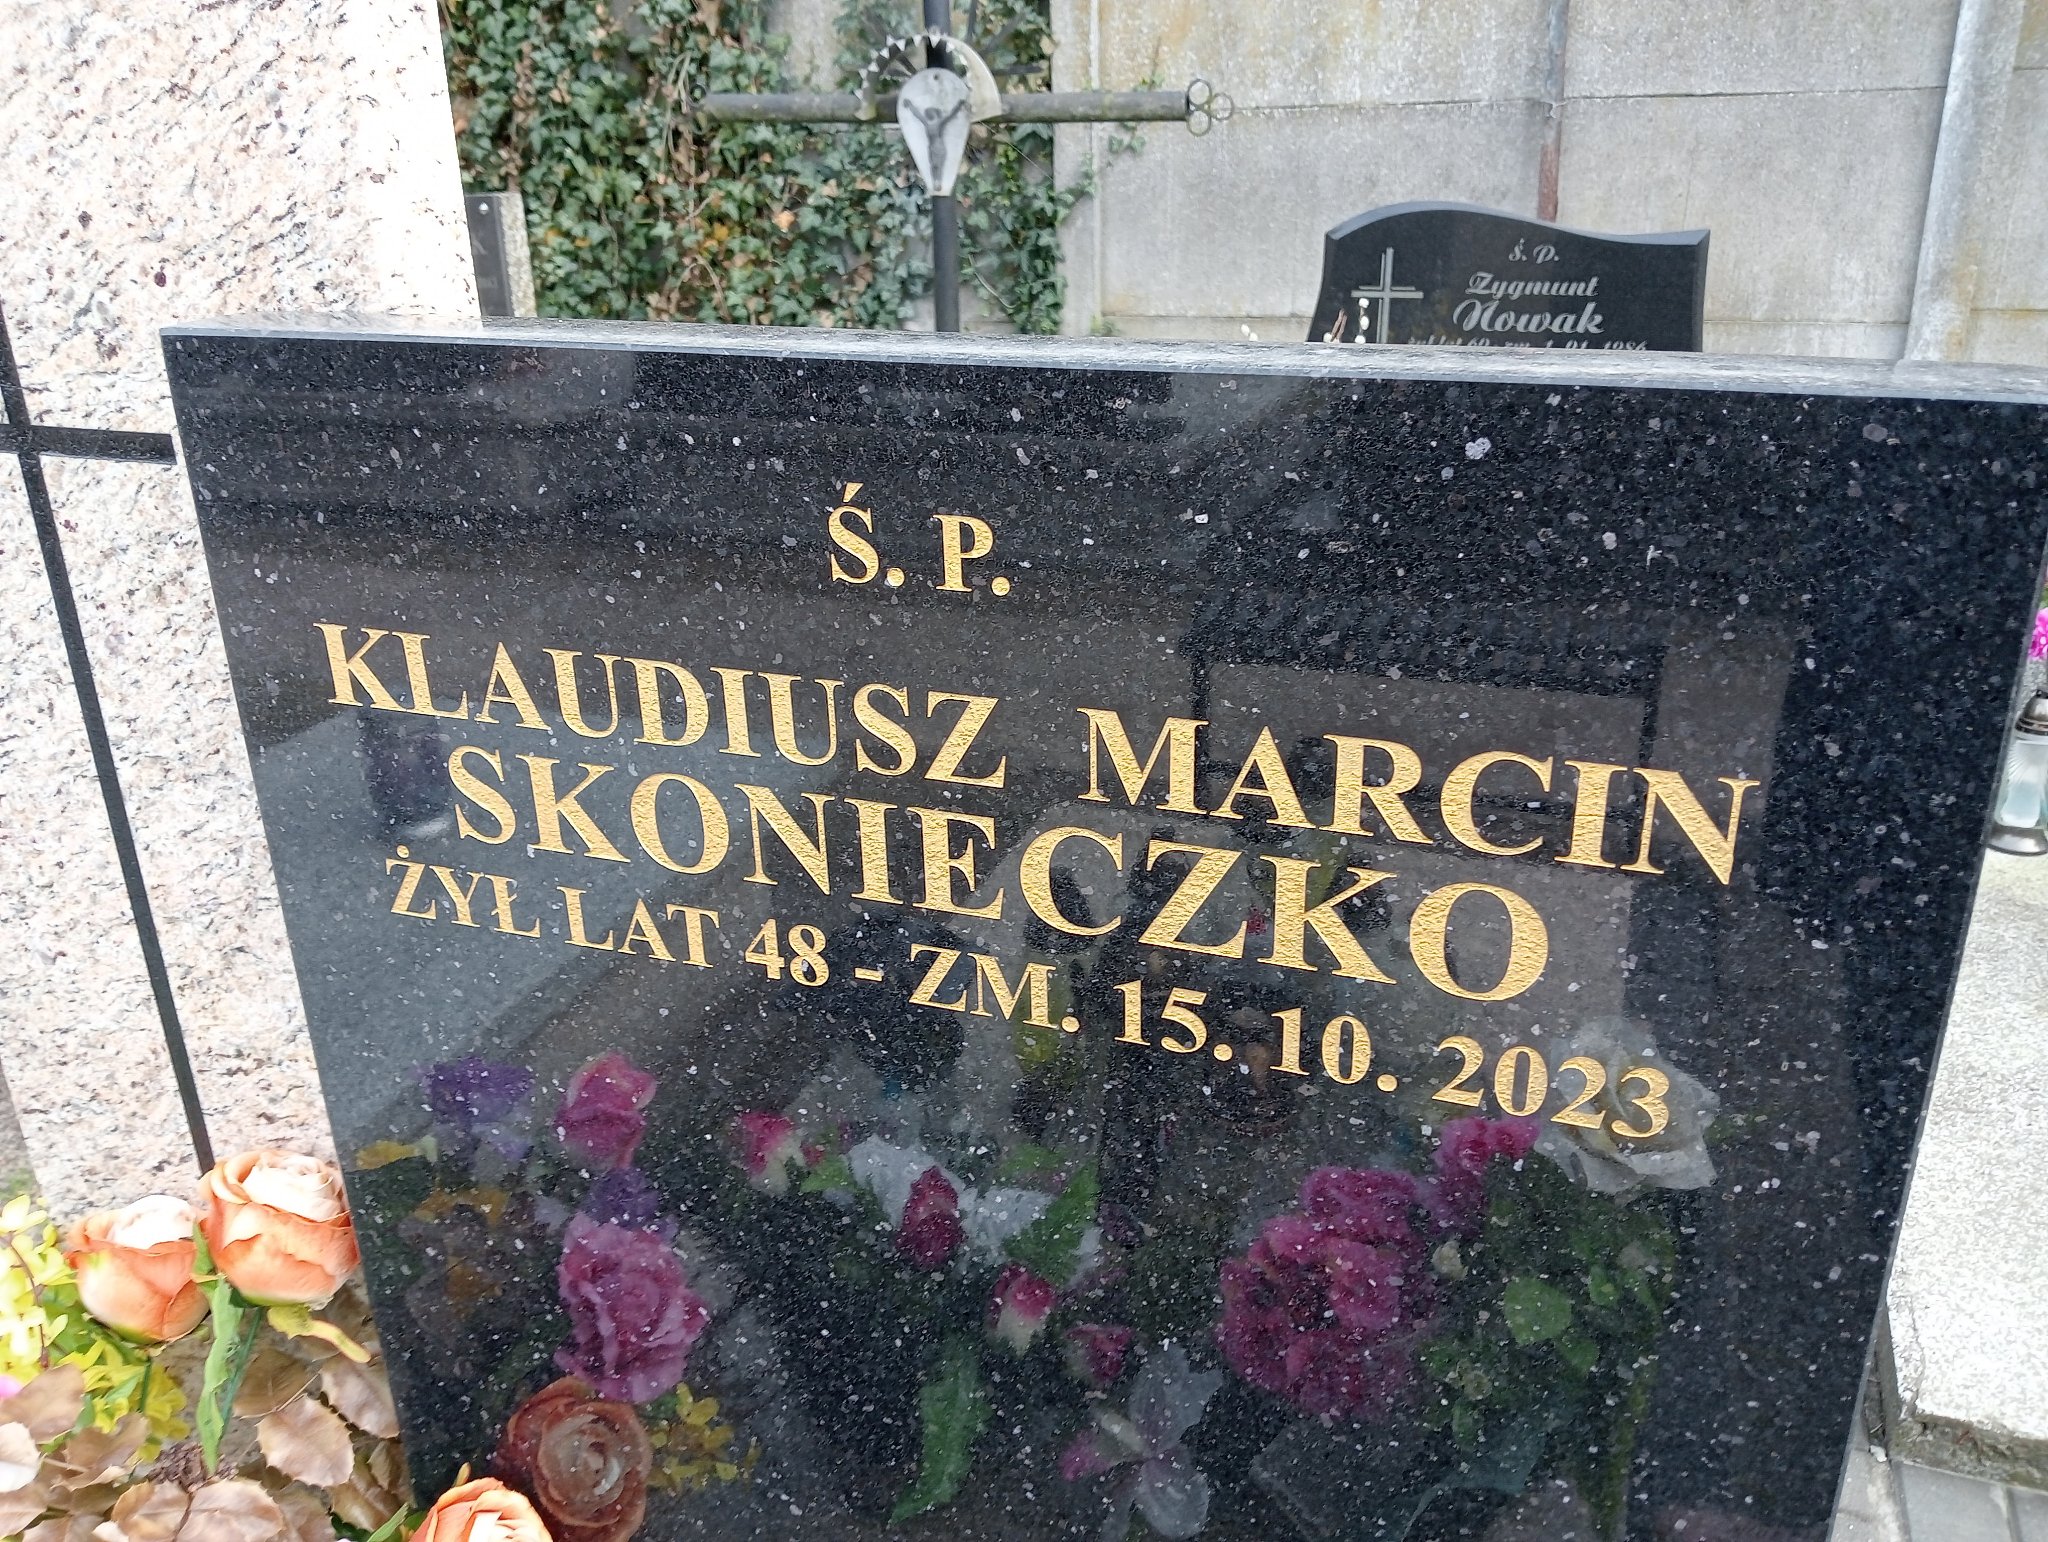 Ś. P.
Zygmunt
Nowak
Ś. P.
KLAUDIUSZ MARCIN
SKONIECZKO
ŻYŁ LAT 48 - ZM. 15. 10. 2023